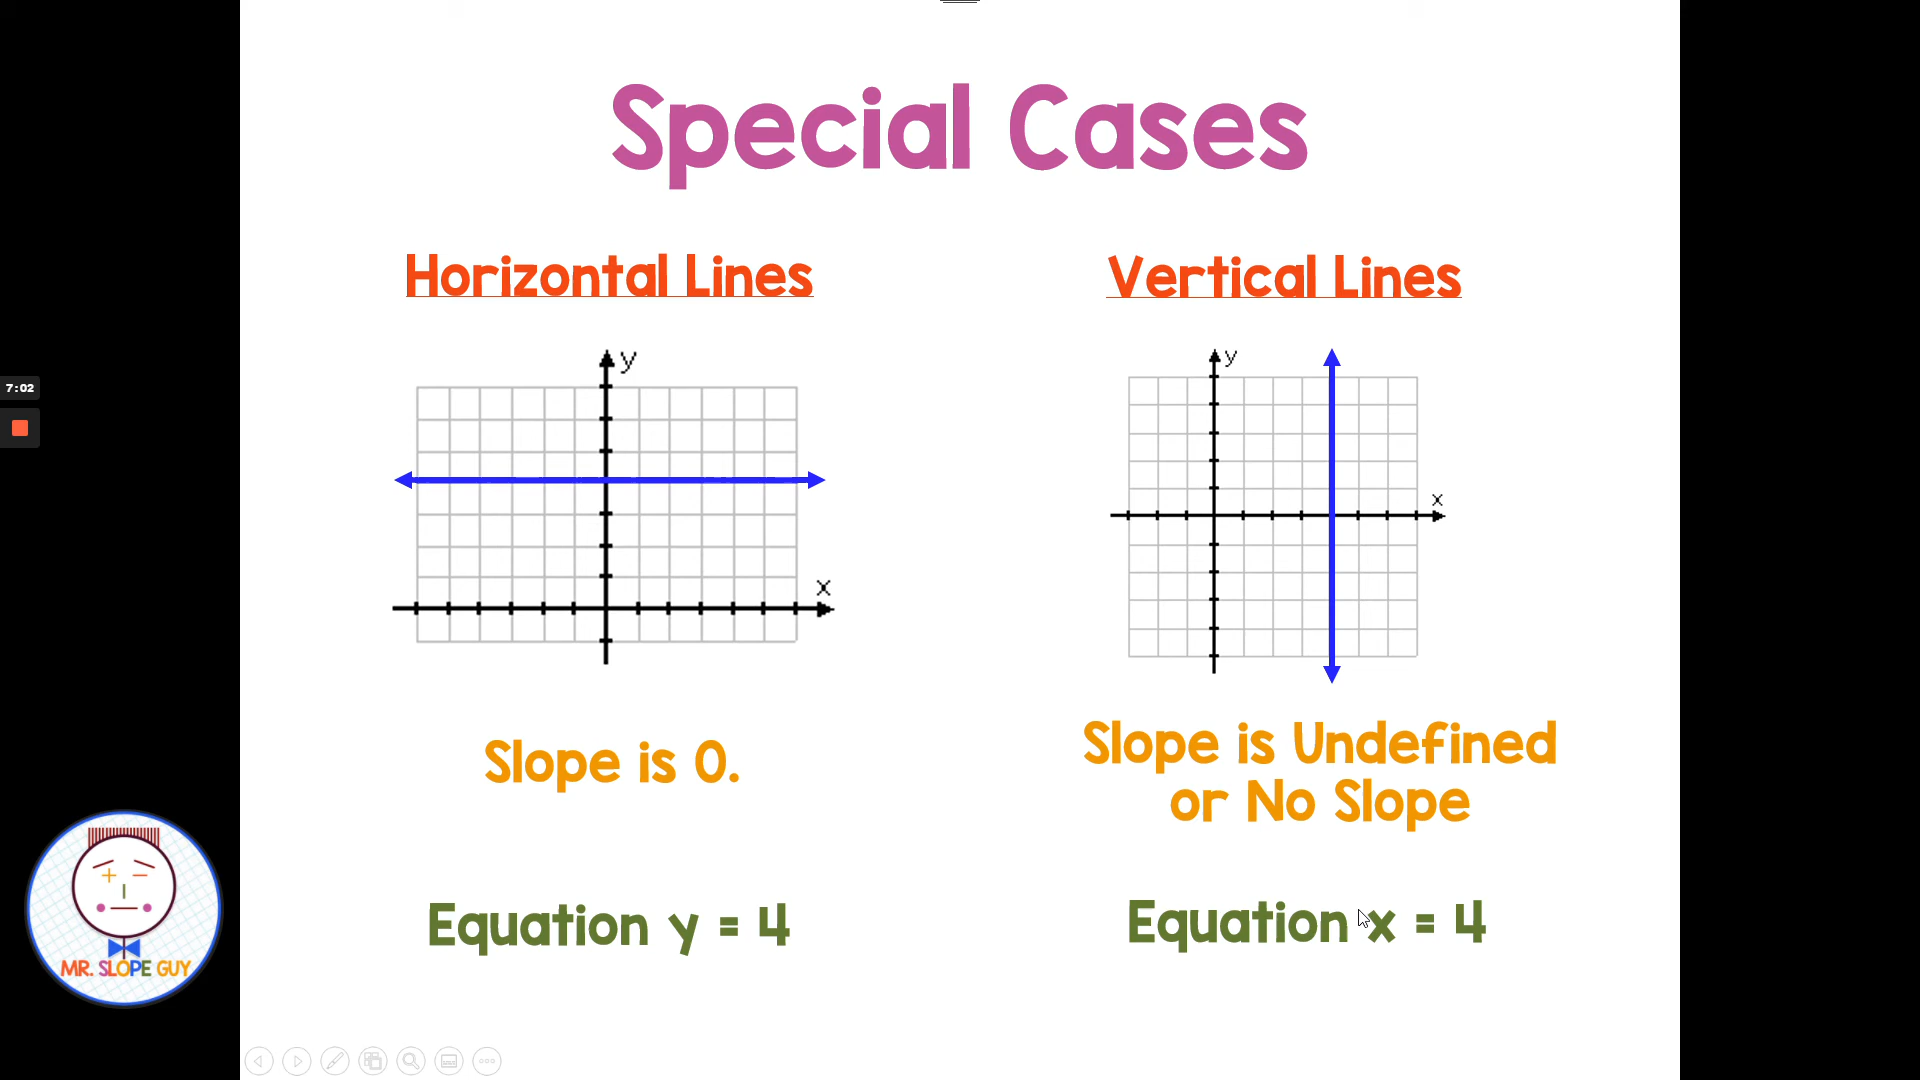 Special Cases
Horizontal Lines
Vertical Lines
y
x
y
x
7:02
Slope is 0.
Slope is Undefined
or No Slope
Equation y = 4
Equation x = 4
MR. SLOPE GUY